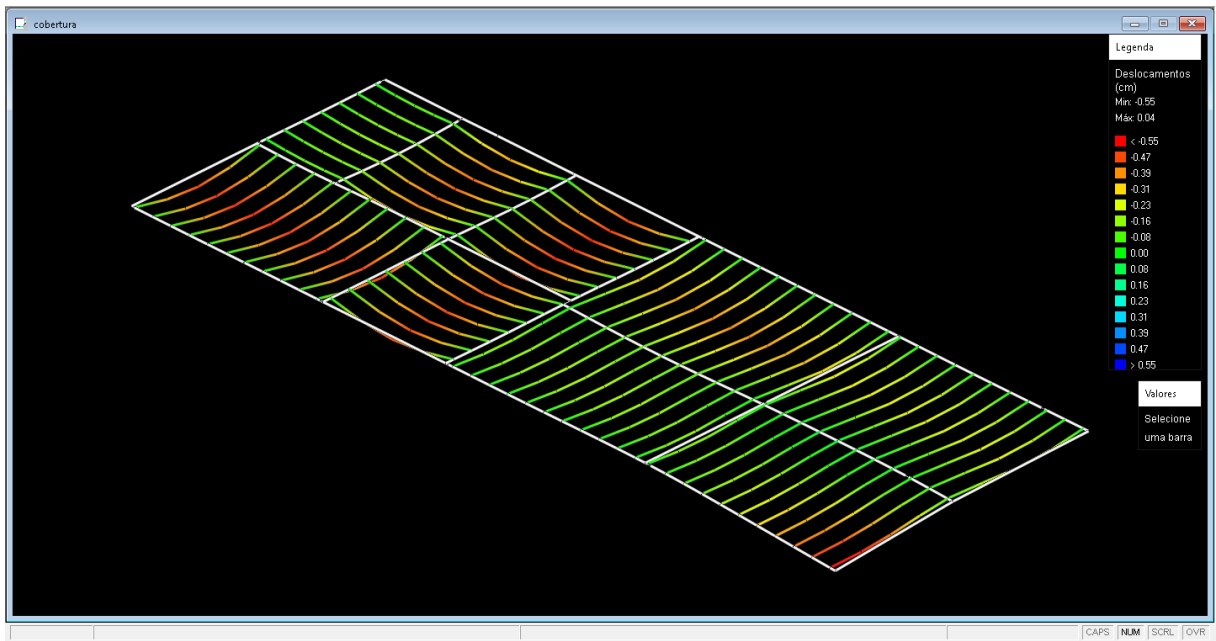 cobertura
Legenda
Deslocamentos
(cm)
Min: -0.55
Máx: 0.04
< -0.55
-0.47
-0.39
-0.31
-0.23
-0.16
-0.08
0.00
0.08
0.16
0.23
0.31
0.39
0.47
> 0.55
Valores
Selecione
uma barra
CAPS NUM SCRL OVR